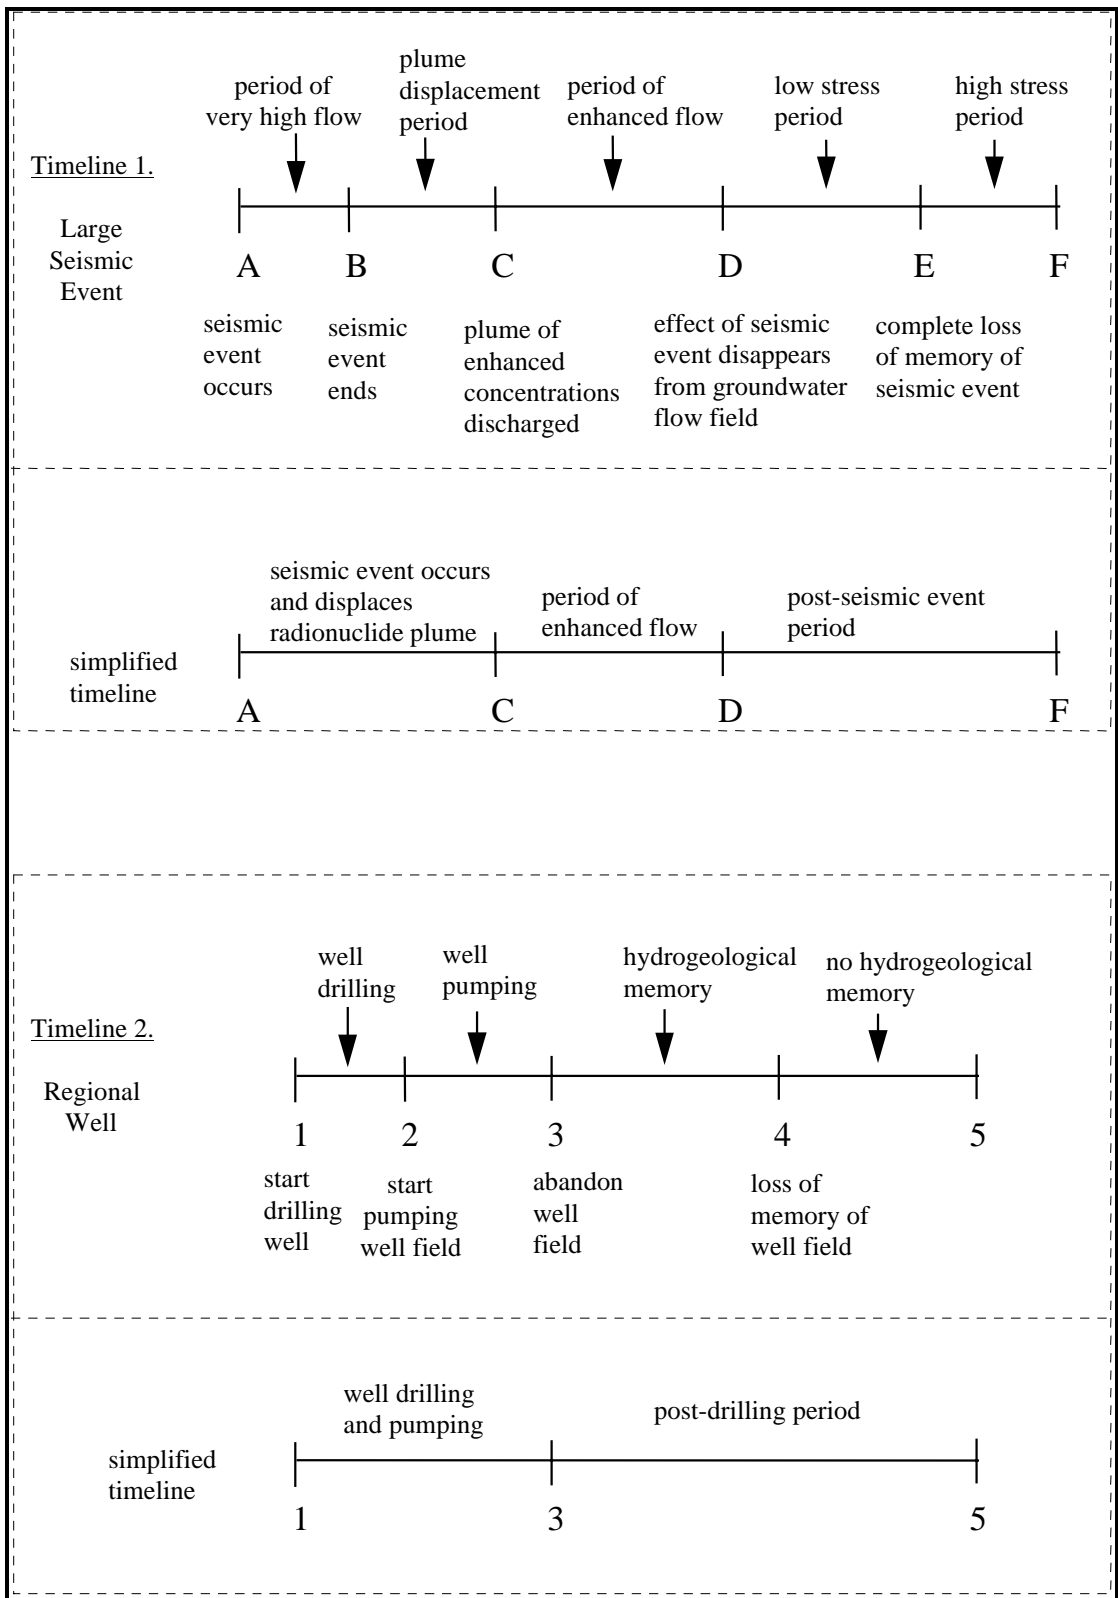 period of
very high flow
plume
displacement
period
period of
enhanced flow
low stress
period
high stress
period
Timeline 1.
Large
Seismic
Event
A
B
C
D
E
F
seismic
event
occurs
seismic
event
ends
plume of
enhanced
concentrations
discharged
effect of seismic
event disappears
from groundwater
flow field
complete loss
of memory of
seismic event
seismic event occurs
and displaces
radionuclide plume
period of
enhanced flow
post-seismic event
period
simplified
timeline
A
C
D
F
well
drilling
well
pumping
hydrogeological
memory
no hydrogeological
memory
Timeline 2.
Regional
Well
1
2
3
4
5
start
drilling
well
start
pumping
well field
abandon
well
field
loss of
memory of
well field
well drilling
and pumping
post-drilling period
simplified
timeline
1
3
5